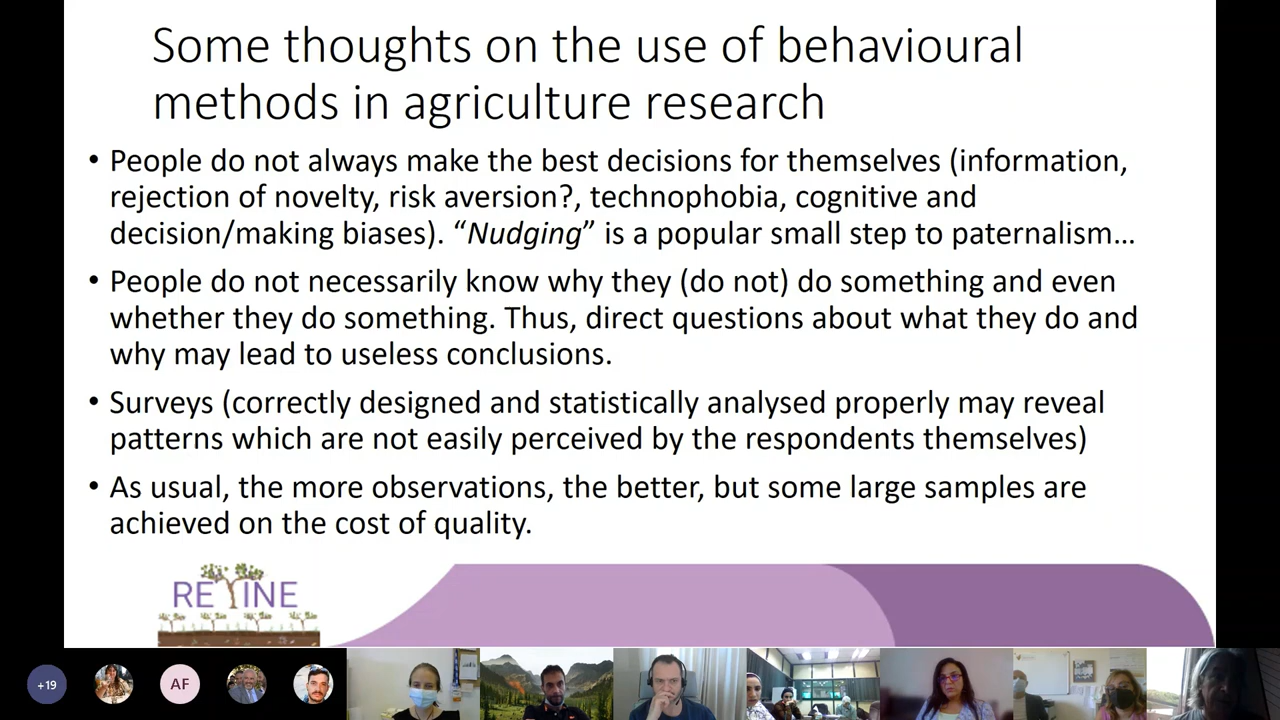 Some thoughts on the use of behavioural
methods in agriculture research
• People do not always make the best decisions for themselves (information,
rejection of novelty, risk aversion?, technophobia, cognitive and
decision/making biases). “Nudging” is a popular small step to paternalism…
• People do not necessarily know why they (do not) do something and even
whether they do something. Thus, direct questions about what they do and
why may lead to useless conclusions.
• Surveys (correctly designed and statistically analysed properly may reveal
patterns which are not easily perceived by the respondents themselves)
• As usual, the more observations, the better, but some large samples are
achieved on the cost of quality.
REVINE
+19
AF